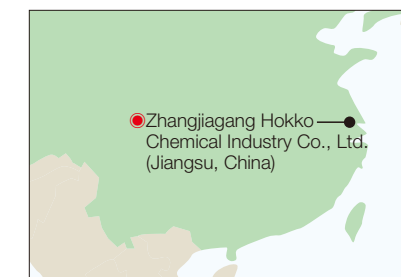 Zhangjiagang Hokko
Chemical Industry Co., Ltd.
(Jiangsu, China)